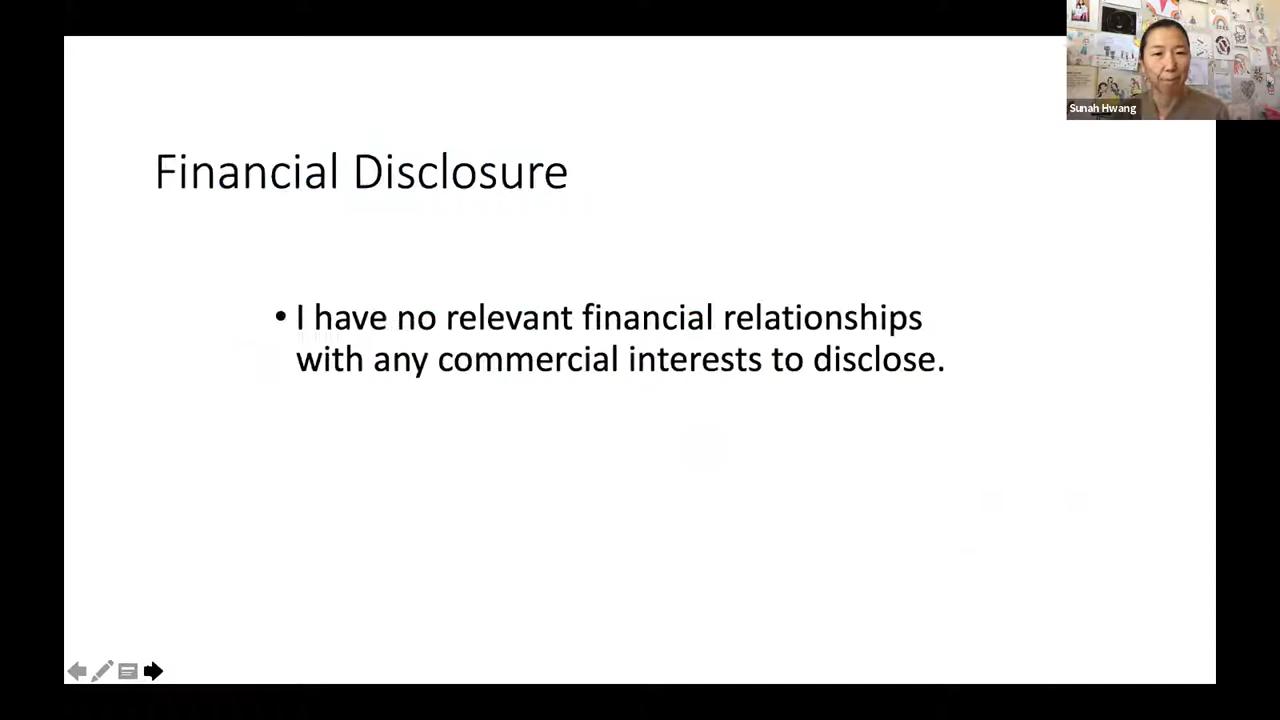 Sunah Hwang
Financial Disclosure
• I have no relevant financial relationships
with any commercial interests to disclose.